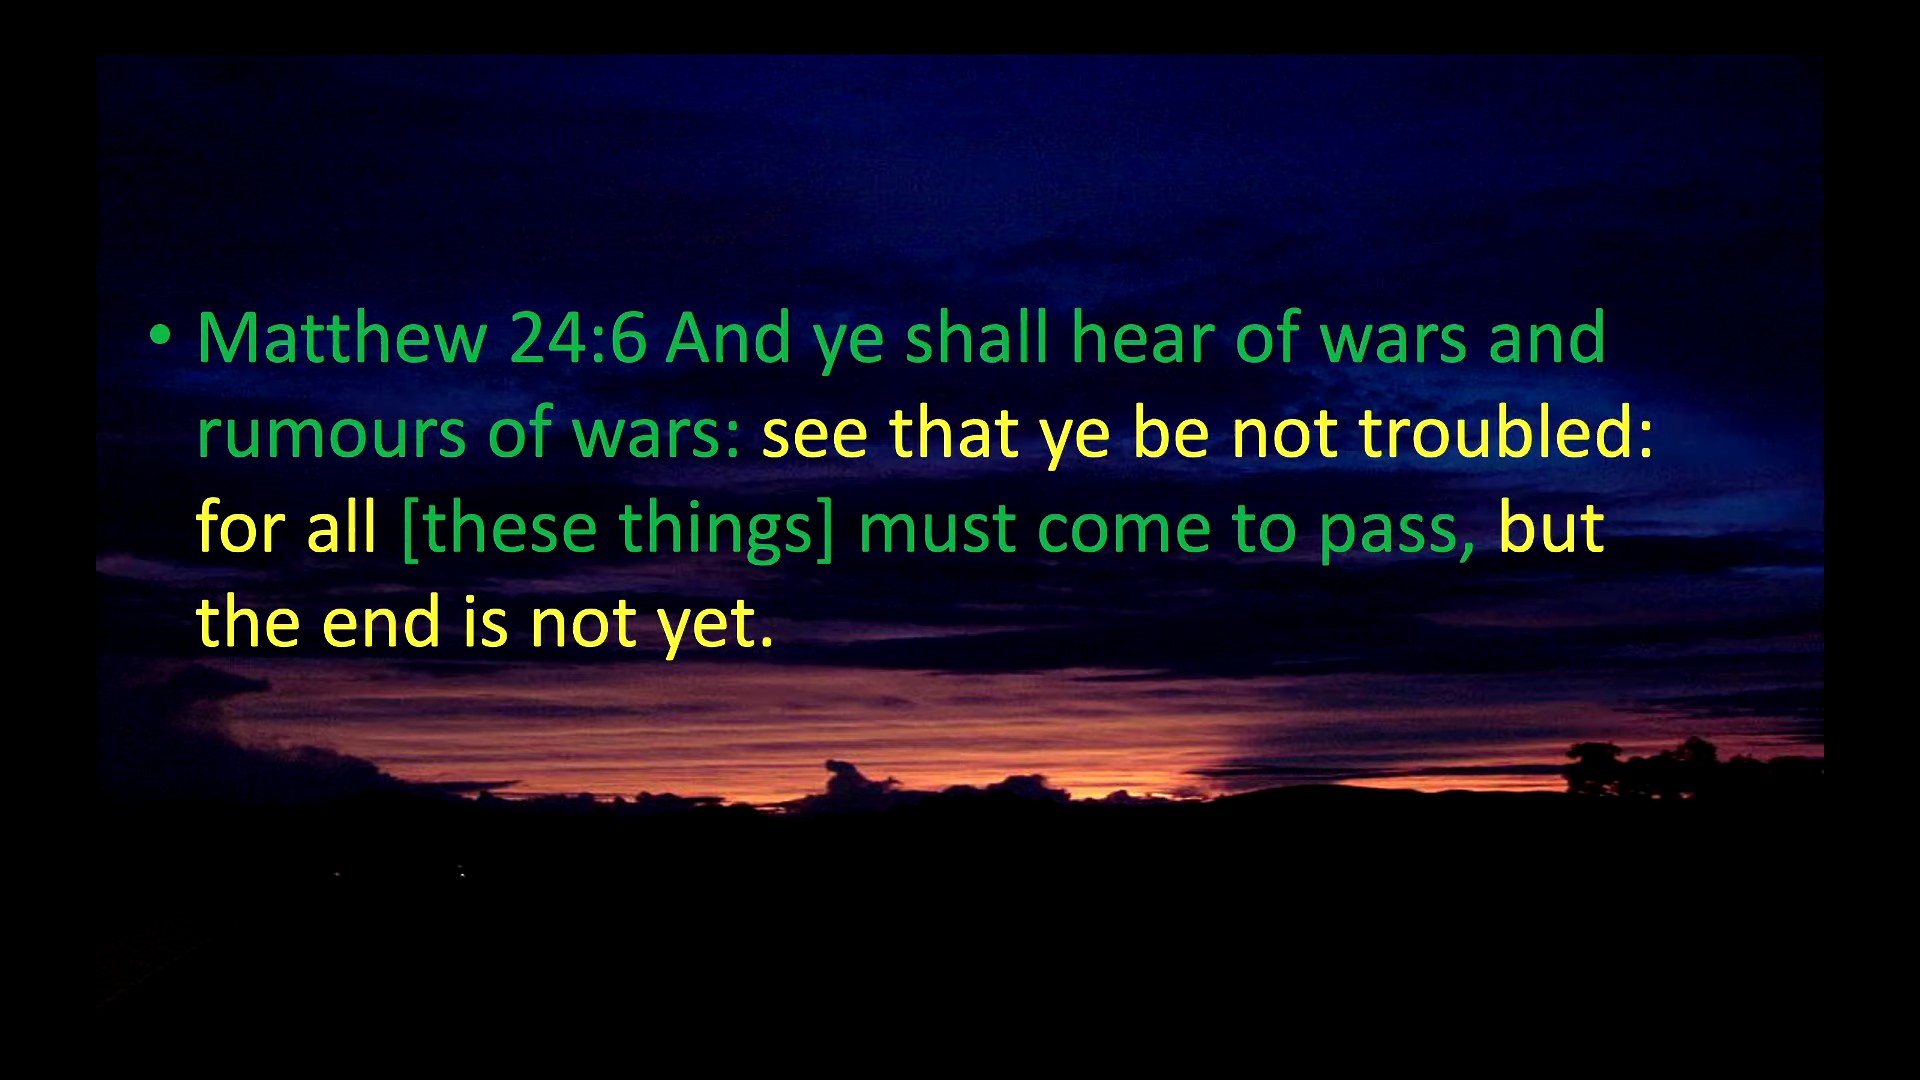 • Matthew 24:6 And ye shall hear of wars and
rumours of wars: see that ye be not troubled:
for all [these things] must come to pass, but
the end is not yet.